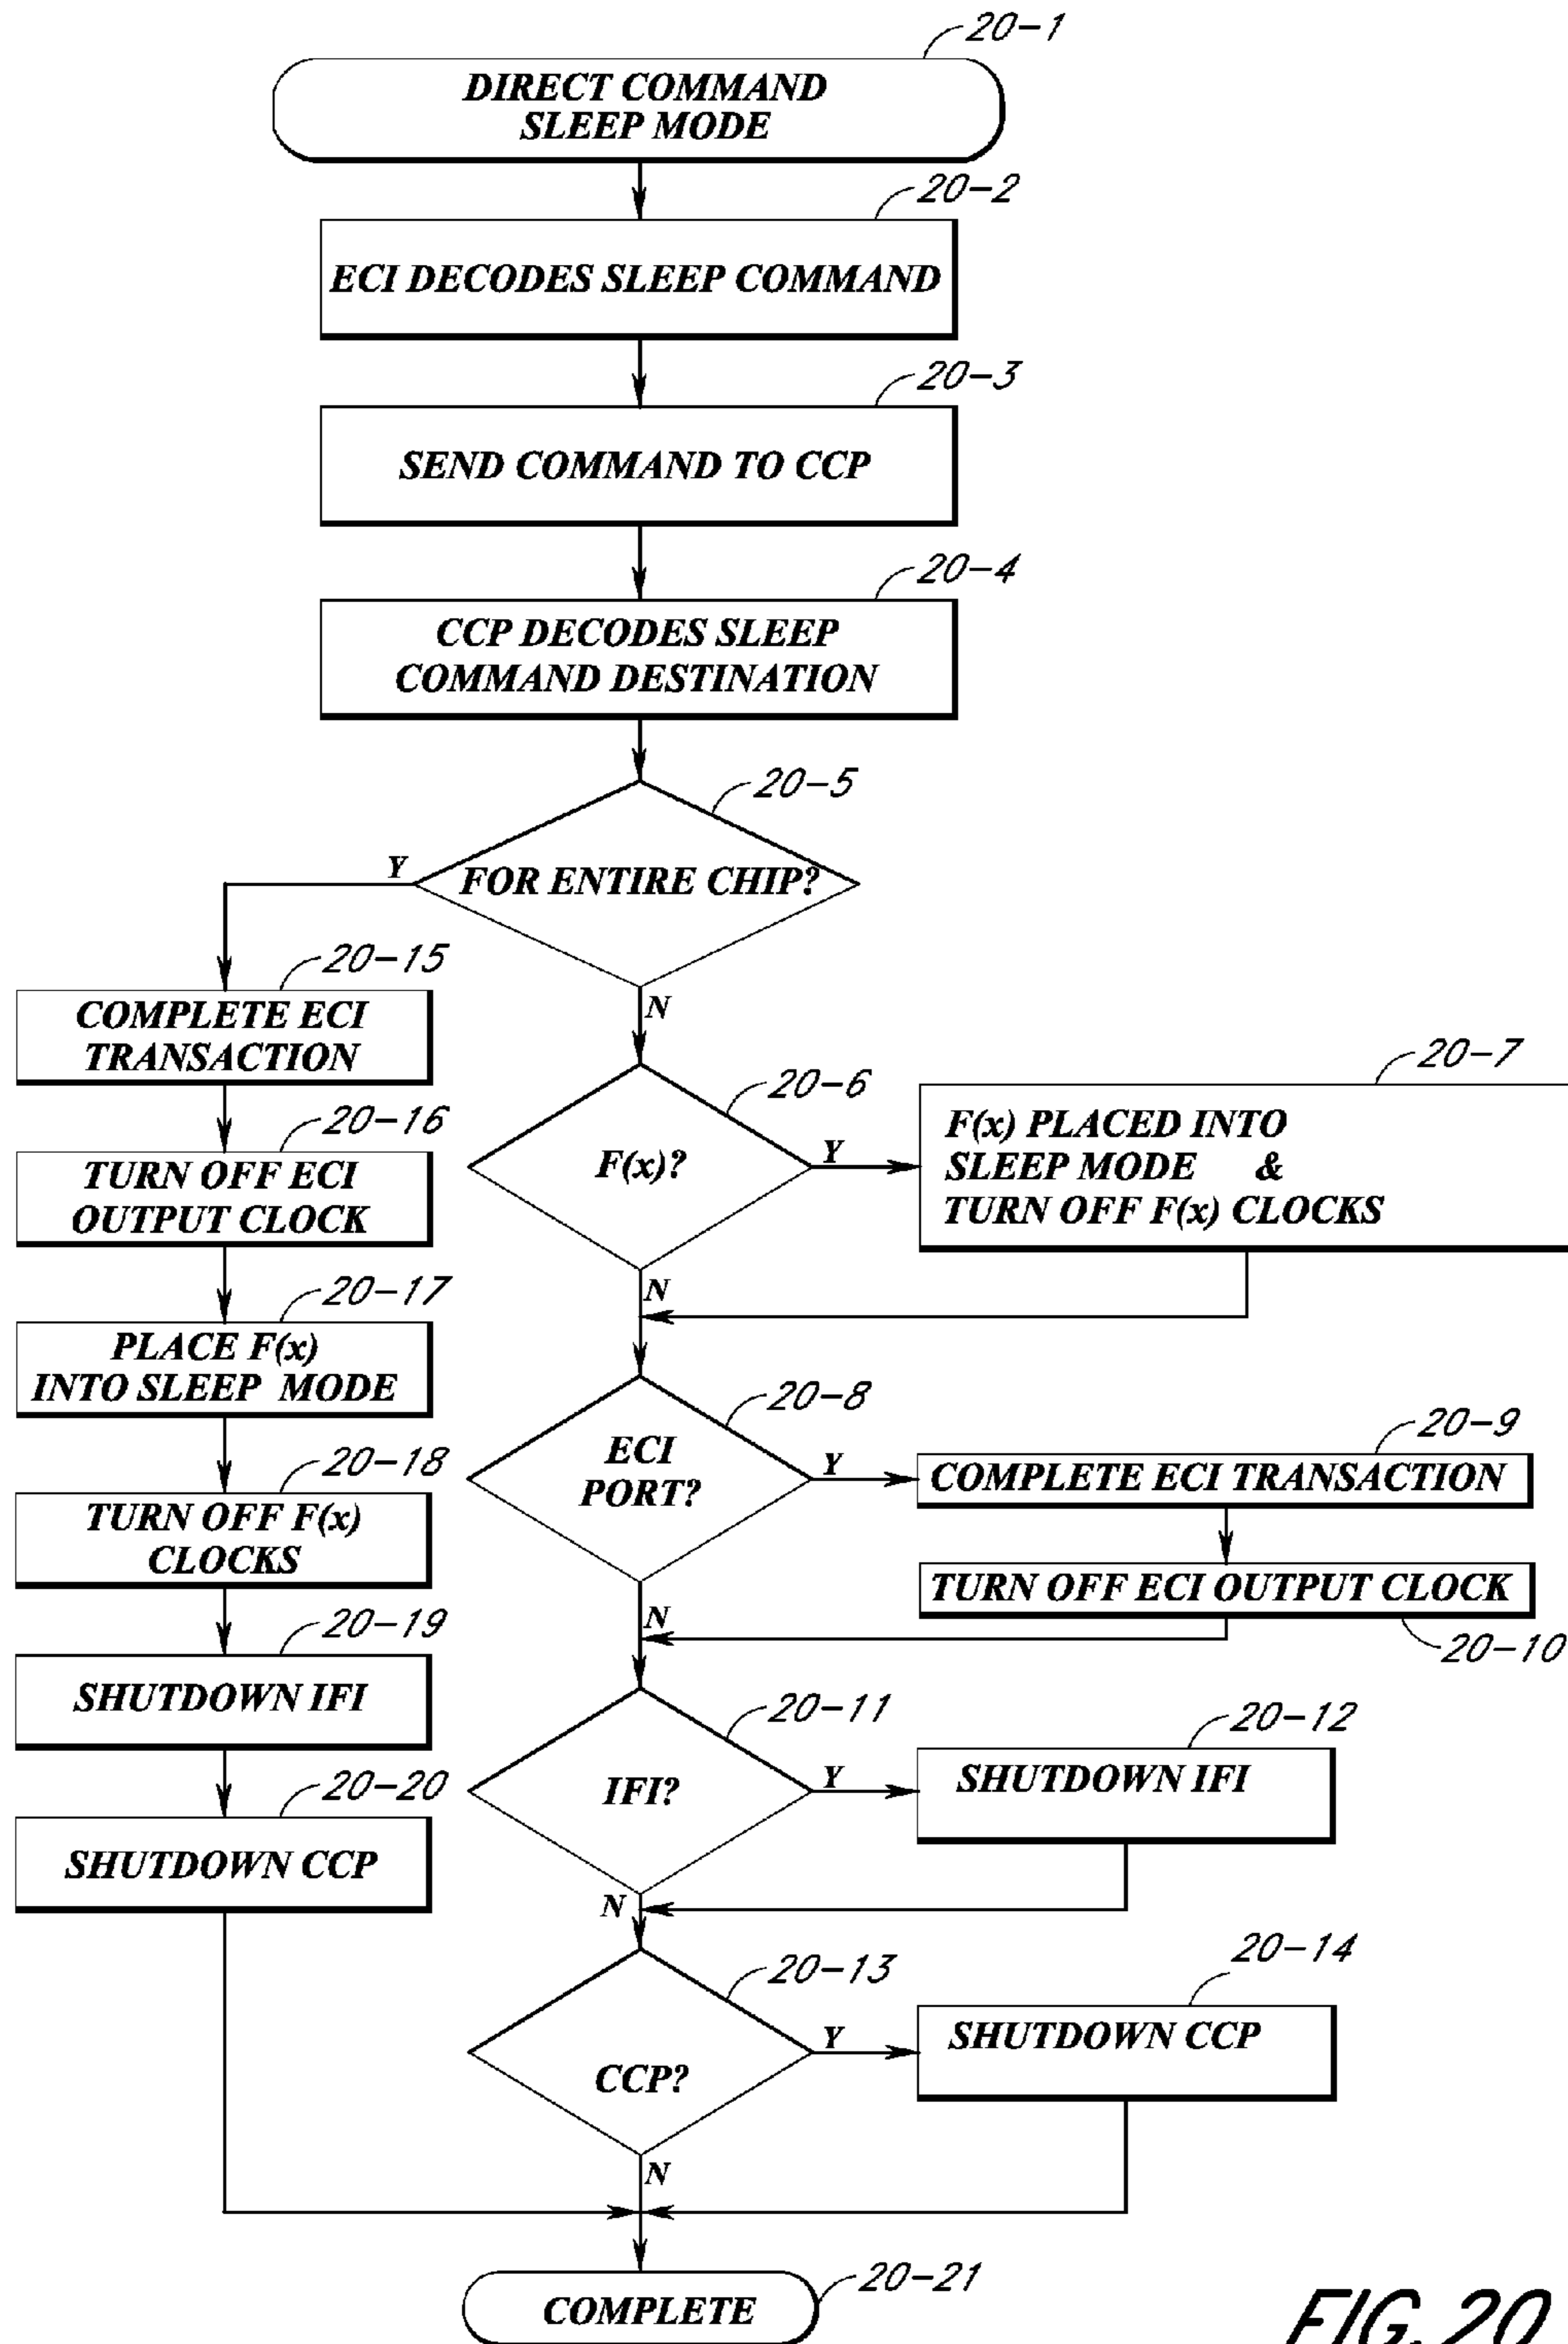 20-1
DIRECT COMMAND
SLEEP MODE
20-2
ECI DECODES SLEEP COMMAND
20-3
SEND COMMAND TO CCP
20-4
CCP DECODES SLEEP
COMMAND DESTINATION
20-5
FOR ENTIRE CHIP?
Y
N
20-15
COMPLETE ECI
TRANSACTION
20-16
TURN OFF ECI
OUTPUT CLOCK
20-17
PLACE F(x)
INTO SLEEP MODE
20-18
TURN OFF F(x)
CLOCKS
20-19
SHUTDOWN IFI
20-20
SHUTDOWN CCP
20-6
F(x)?
Y
N
20-7
F(x) PLACED INTO
SLEEP MODE &
TURN OFF F(x) CLOCKS
20-8
ECI
PORT?
Y
N
20-9
COMPLETE ECI TRANSACTION
TURN OFF ECI OUTPUT CLOCK
20-10
20-11
IFI?
Y
N
20-12
SHUTDOWN IFI
20-13
CCP?
Y
N
20-14
SHUTDOWN CCP
20-21
COMPLETE
FIG. 20